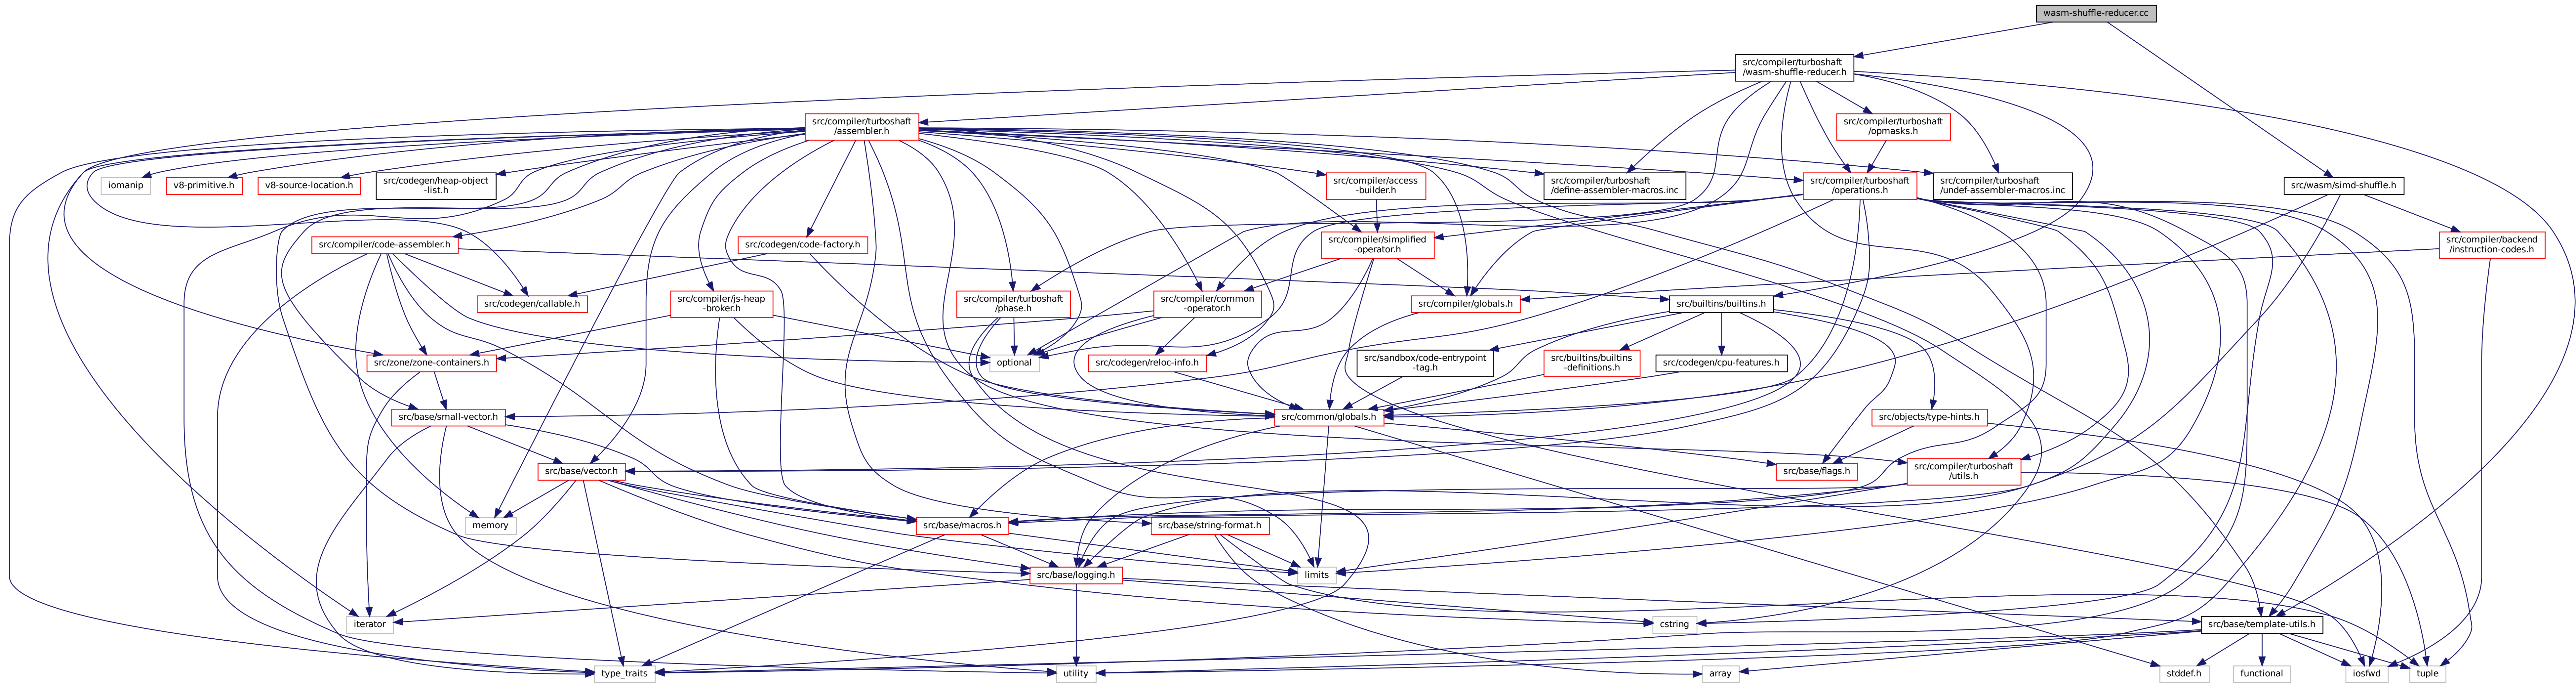 wasm-shuffle-reducer.cc
src/compiler/turboshaft
/wasm-shuffle-reducer.h
src/compiler/turboshaft
/assembler.h
src/compiler/turboshaft
/opmasks.h
iomanip
v8-primitive.h
v8-source-location.h
src/codegen/heap-object
-list.h
src/compiler/access
-builder.h
src/compiler/turboshaft
/define-assembler-macros.inc
src/compiler/turboshaft
/operations.h
src/compiler/turboshaft
/undef-assembler-macros.inc
src/wasm/simd-shuffle.h
src/compiler/code-assembler.h
src/codegen/code-factory.h
src/compiler/simplified
-operator.h
src/compiler/backend
/instruction-codes.h
src/codegen/callable.h
src/compiler/js-heap
-broker.h
src/compiler/turboshaft
/phase.h
src/compiler/common
-operator.h
src/compiler/globals.h
src/builtins/builtins.h
src/zone/zone-containers.h
optional
src/codegen/reloc-info.h
src/sandbox/code-entrypoint
-tag.h
src/builtins/builtins
-definitions.h
src/codegen/cpu-features.h
src/base/small-vector.h
src/common/globals.h
src/objects/type-hints.h
src/base/vector.h
src/base/flags.h
src/compiler/turboshaft
/utils.h
memory
src/base/macros.h
src/base/string-format.h
src/base/logging.h
limits
iterator
cstring
src/base/template-utils.h
type_traits
utility
array
stddef.h
functional
iosfwd
tuple